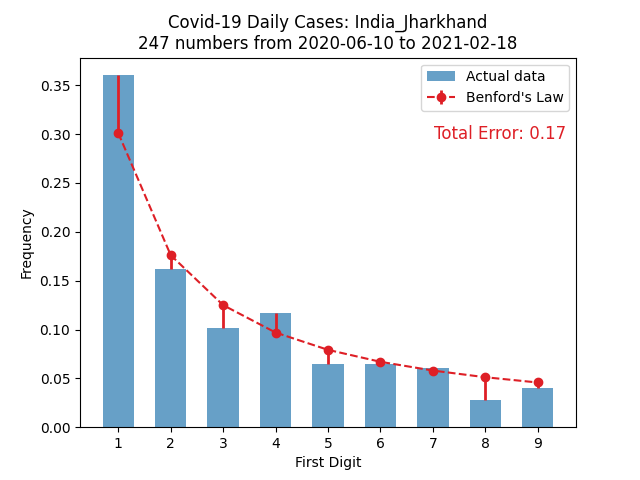 Covid-19 Daily Cases: India_Jharkhand
247 numbers from 2020-06-10 to 2021-02-18
Actual data
Benford's Law
Total Error: 0.17
Frequency
0.35
0.30
0.25
0.20
0.15
0.10
0.05
0.00
1 2 3 4 5 6 7 8 9
First Digit